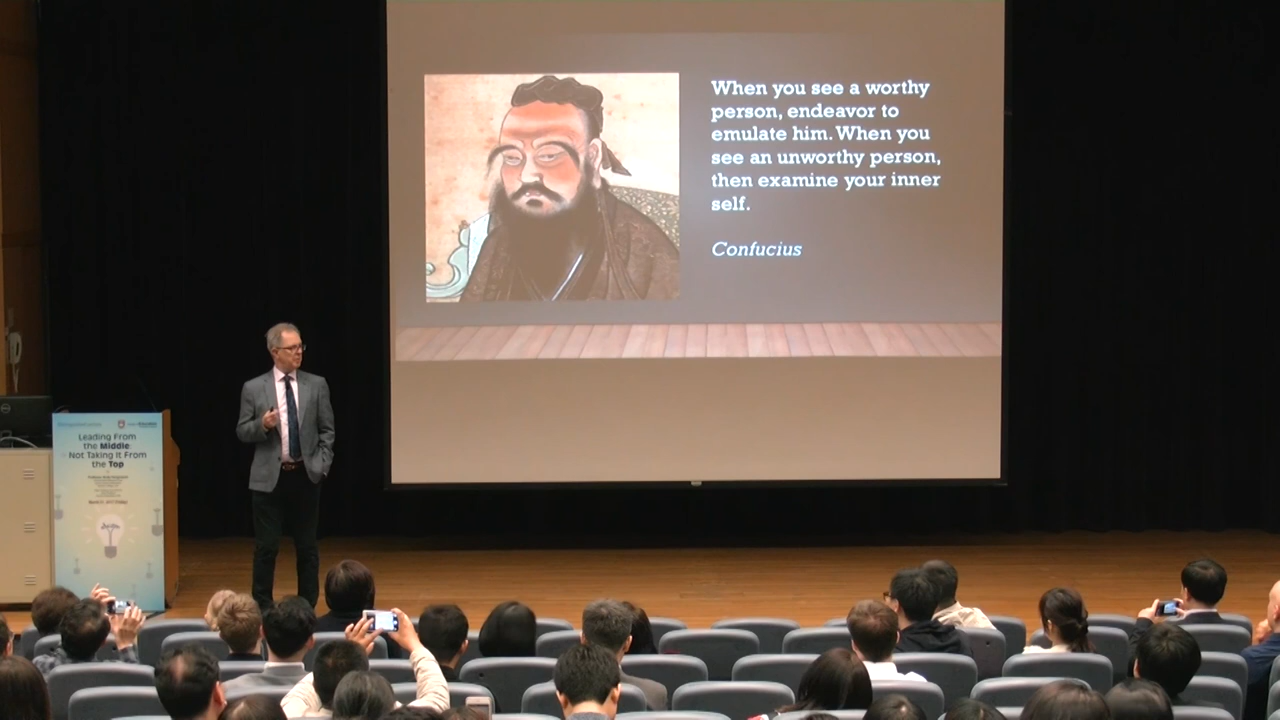 When you see a worthy
person, endeavor to
emulate him. When you
see an unworthy person,
then examine your inner
self.
Confucius
Leading From
the Middle:
Not Taking It From
the Top